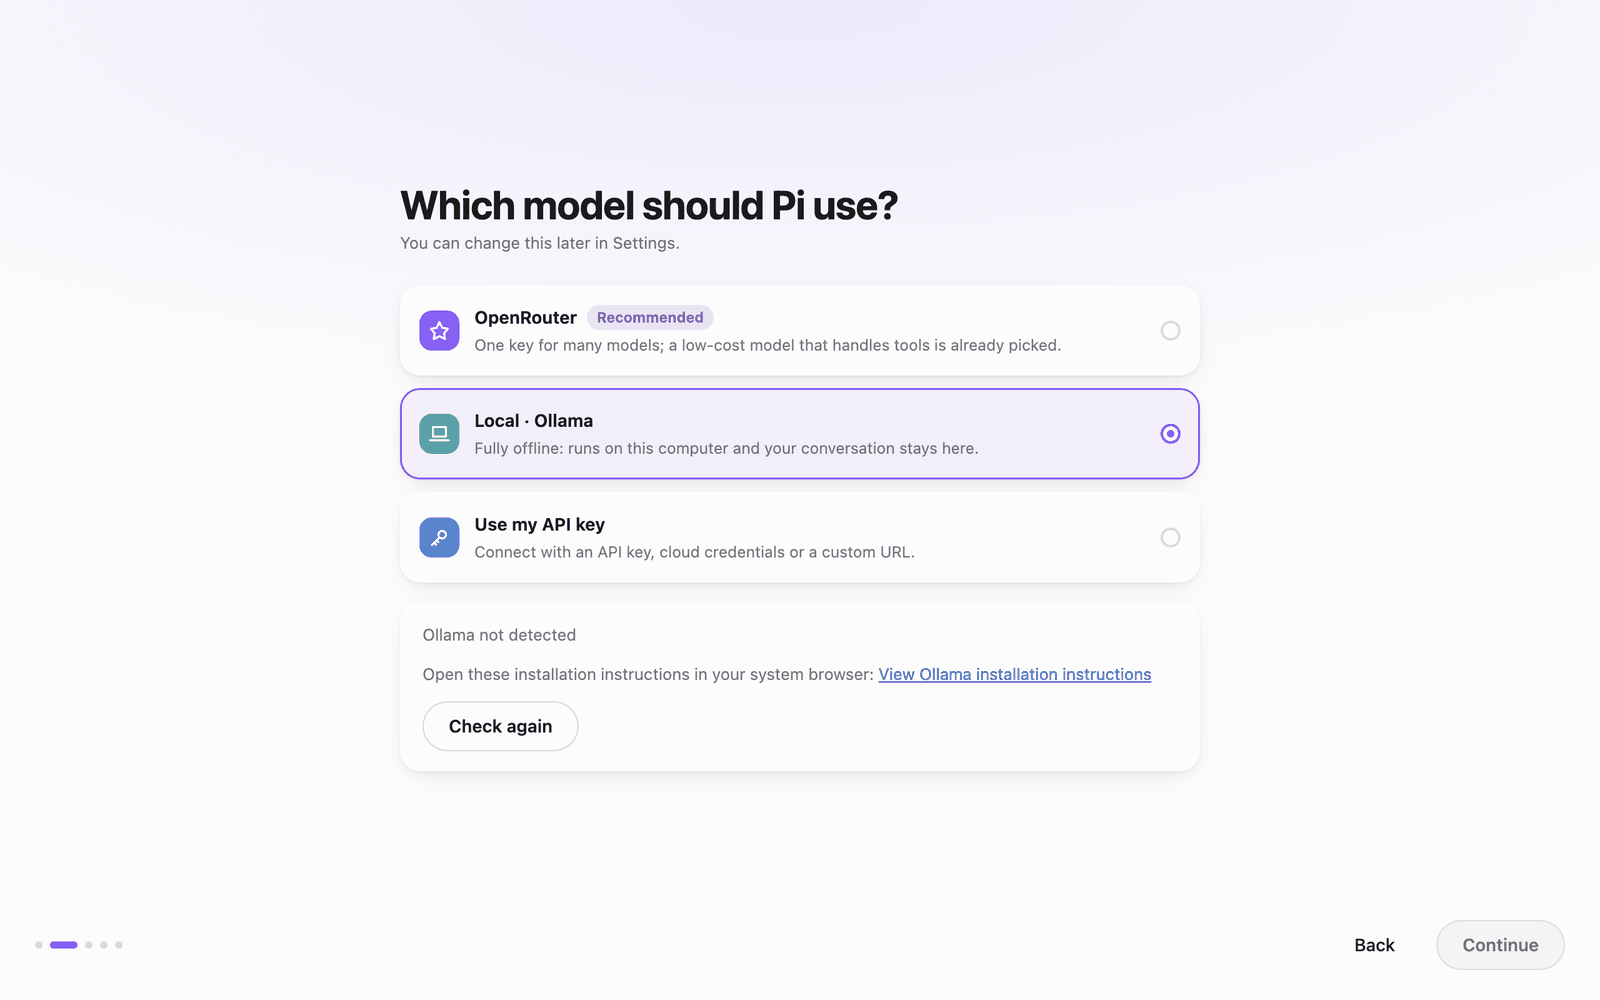 Which model should Pi use?
You can change this later in Settings.
OpenRouter Recommended
One key for many models; a low-cost model that handles tools is already picked.
Local · Ollama
Fully offline: runs on this computer and your conversation stays here.
Use my API key
Connect with an API key, cloud credentials or a custom URL.
Ollama not detected
Open these installation instructions in your system browser: View Ollama installation instructions
Check again
Back
Continue